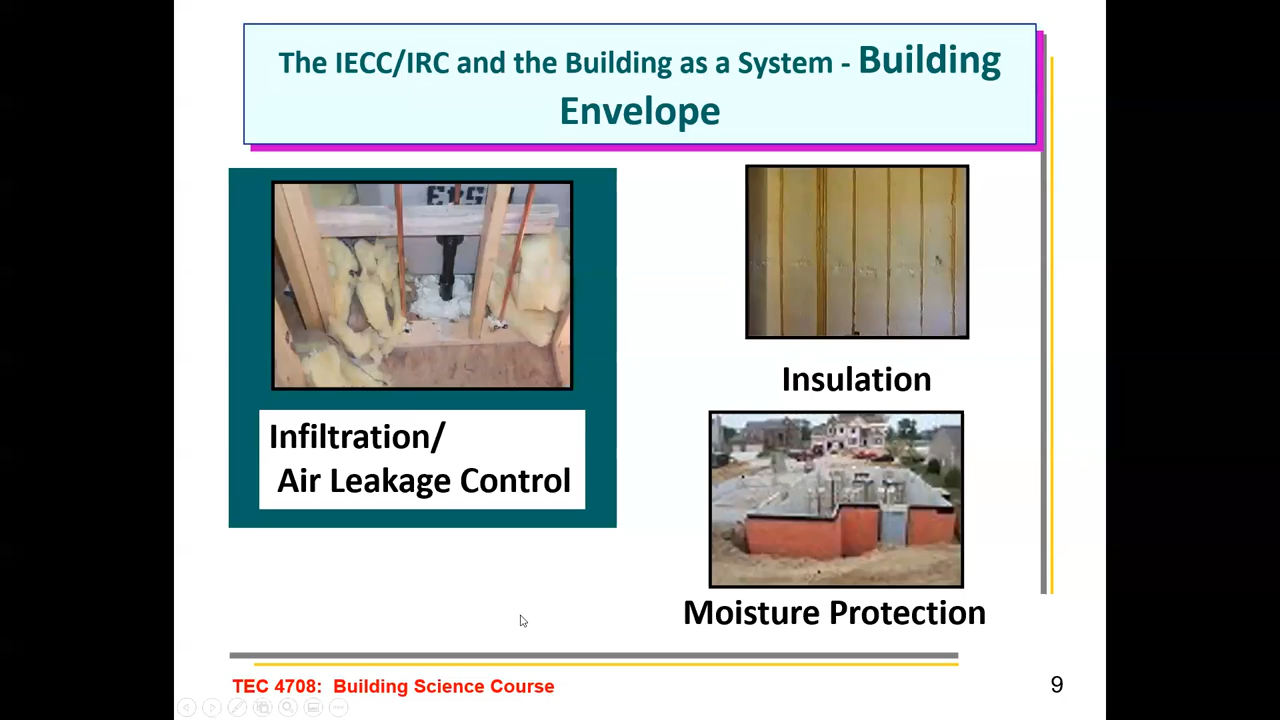 The IECC/IRC and the Building as a System - Building
Envelope
Infiltration/
Air Leakage Control
Insulation
Moisture Protection
TEC 4708: Building Science Course
9